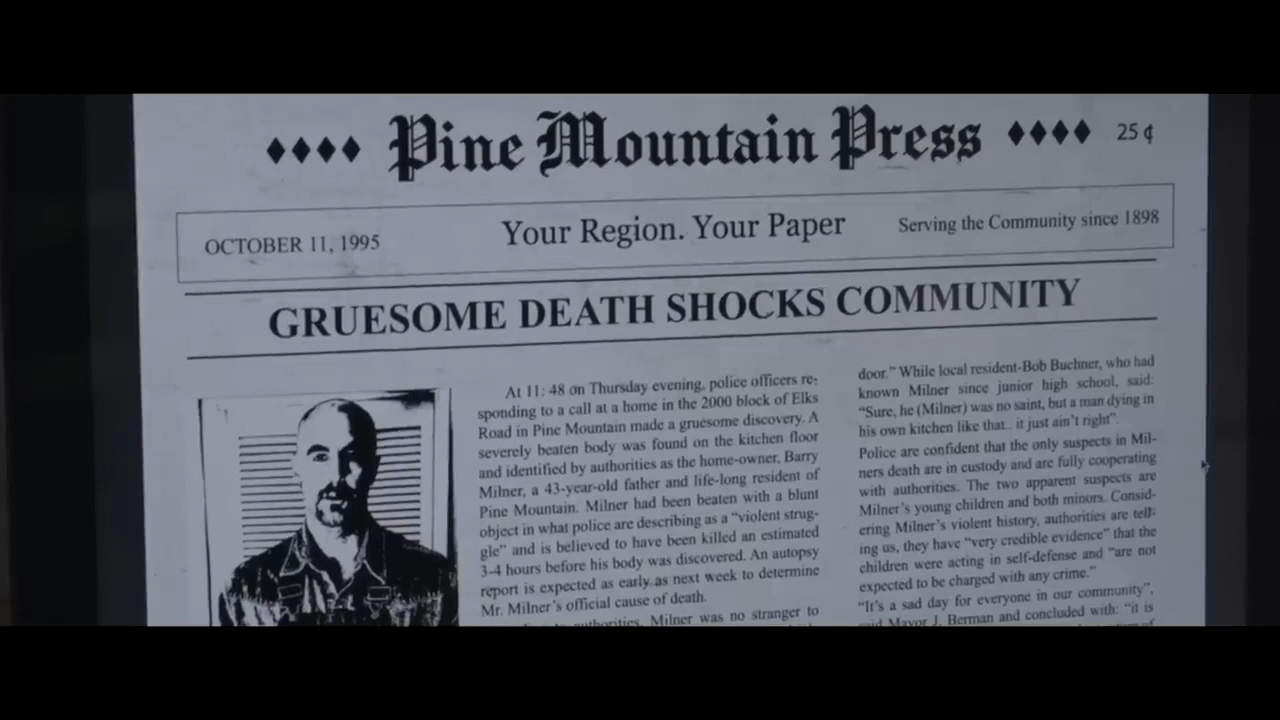 Pine Mountain Press
25 ¢
OCTOBER 11, 1995
Your Region. Your Paper
Serving the Community since 1898
GRUESOME DEATH SHOCKS COMMUNITY
At 11: 48 on Thursday evening, police officers re-
sponding to a call at a home in the 2000 block of Elks
Road in Pine Mountain made a gruesome discovery. A
severely beaten body was found on the kitchen floor
and identified by authorities as the home-owner, Barry
Milner, a 43-year-old father and life-long resident of
Pine Mountain. Milner had been beaten with a blunt
object in what police are describing as a “violent strug-
gle” and is believed to have been killed an estimated
3-4 hours before his body was discovered. An autopsy
report is expected as early as next week to determine
Mr. Milner’s official cause of death.
authorities, Milner was no stranger to
door.” While local resident-Bob Buchner, who had
known Milner since junior high school, said:
“Sure, he (Milner) was no saint, but a man dying in
his own kitchen like that.. it just ain’t right”.
Police are confident that the only suspects in Mil-
ners death are in custody and are fully cooperating
with authorities. The two apparent suspects are
Milner’s young children and both minors. Consid-
ering Milner’s violent history, authorities are tell-
ing us, they have “very credible evidence” that the
children were acting in self-defense and “are not
expected to be charged with any crime.”
“It’s a sad day for everyone in our community”,
said Mayor J. Berman and concluded with: “it is